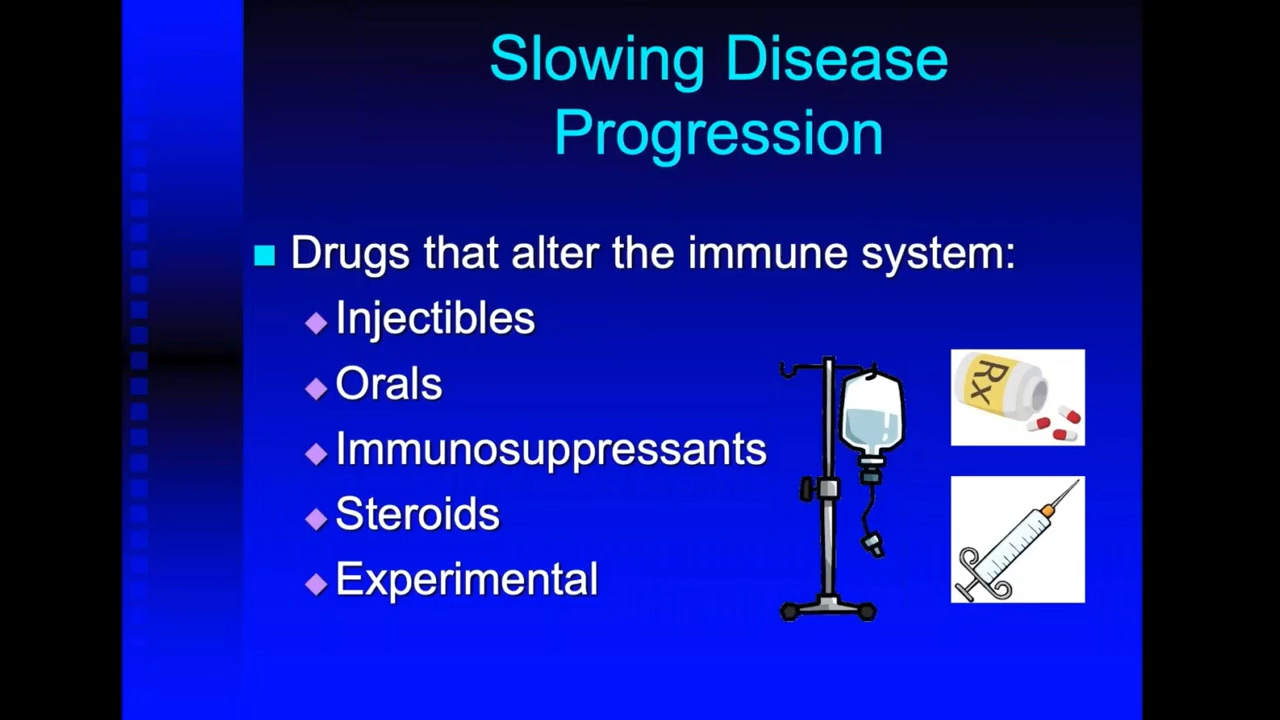 Slowing Disease
Progression
Drugs that alter the immune system:
Injectibles
Orals
Immunosuppressants
Steroids
Experimental
Rx